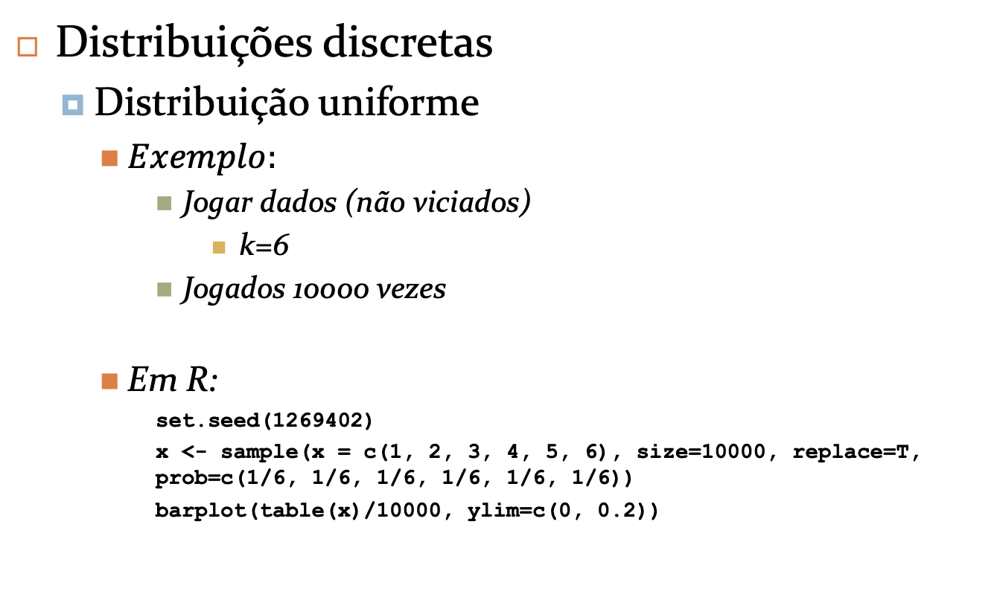 Distribuições discretas
Distribuição uniforme
Exemplo:
Jogar dados (não viciados)
k=6
Jogados 10000 vezes
Em R:
set.seed(1269402)
x <- sample(x = c(1, 2, 3, 4, 5, 6), size=10000, replace=T,
prob=c(1/6, 1/6, 1/6, 1/6, 1/6, 1/6))
barplot(table(x)/10000, ylim=c(0, 0.2))